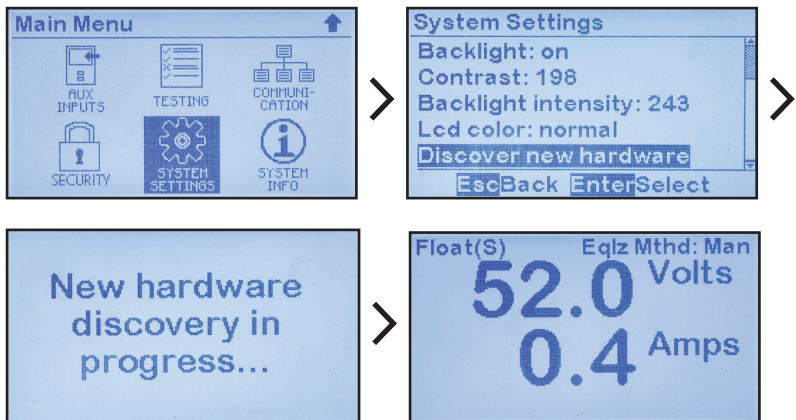 Main Menu
AUX
INPUTS
TESTING
COMMUNI-
CATION
SECURITY
SYSTEM
SETTINGS
SYSTEM
INFO
System Settings
Backlight: on
Contrast: 198
Backlight intensity: 243
Lcd color: normal
Discover new hardware
EscBack EnterSelect
New hardware
discovery in
progress...
Float(S) Eqlz Mthd: Man
52.0 Volts
0.4 Amps